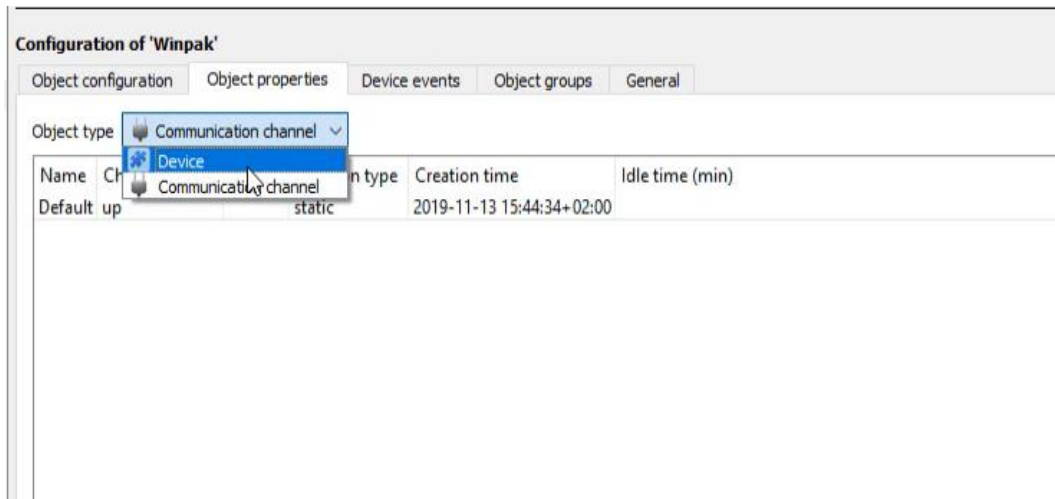 Configuration of 'Winpak'
Object configuration Object properties Device events Object groups General
Object type Communication channel
Device
Name Ch n type Creation time Idle time (min)
Communication channel
Default up static 2019-11-13 15:44:34+02:00